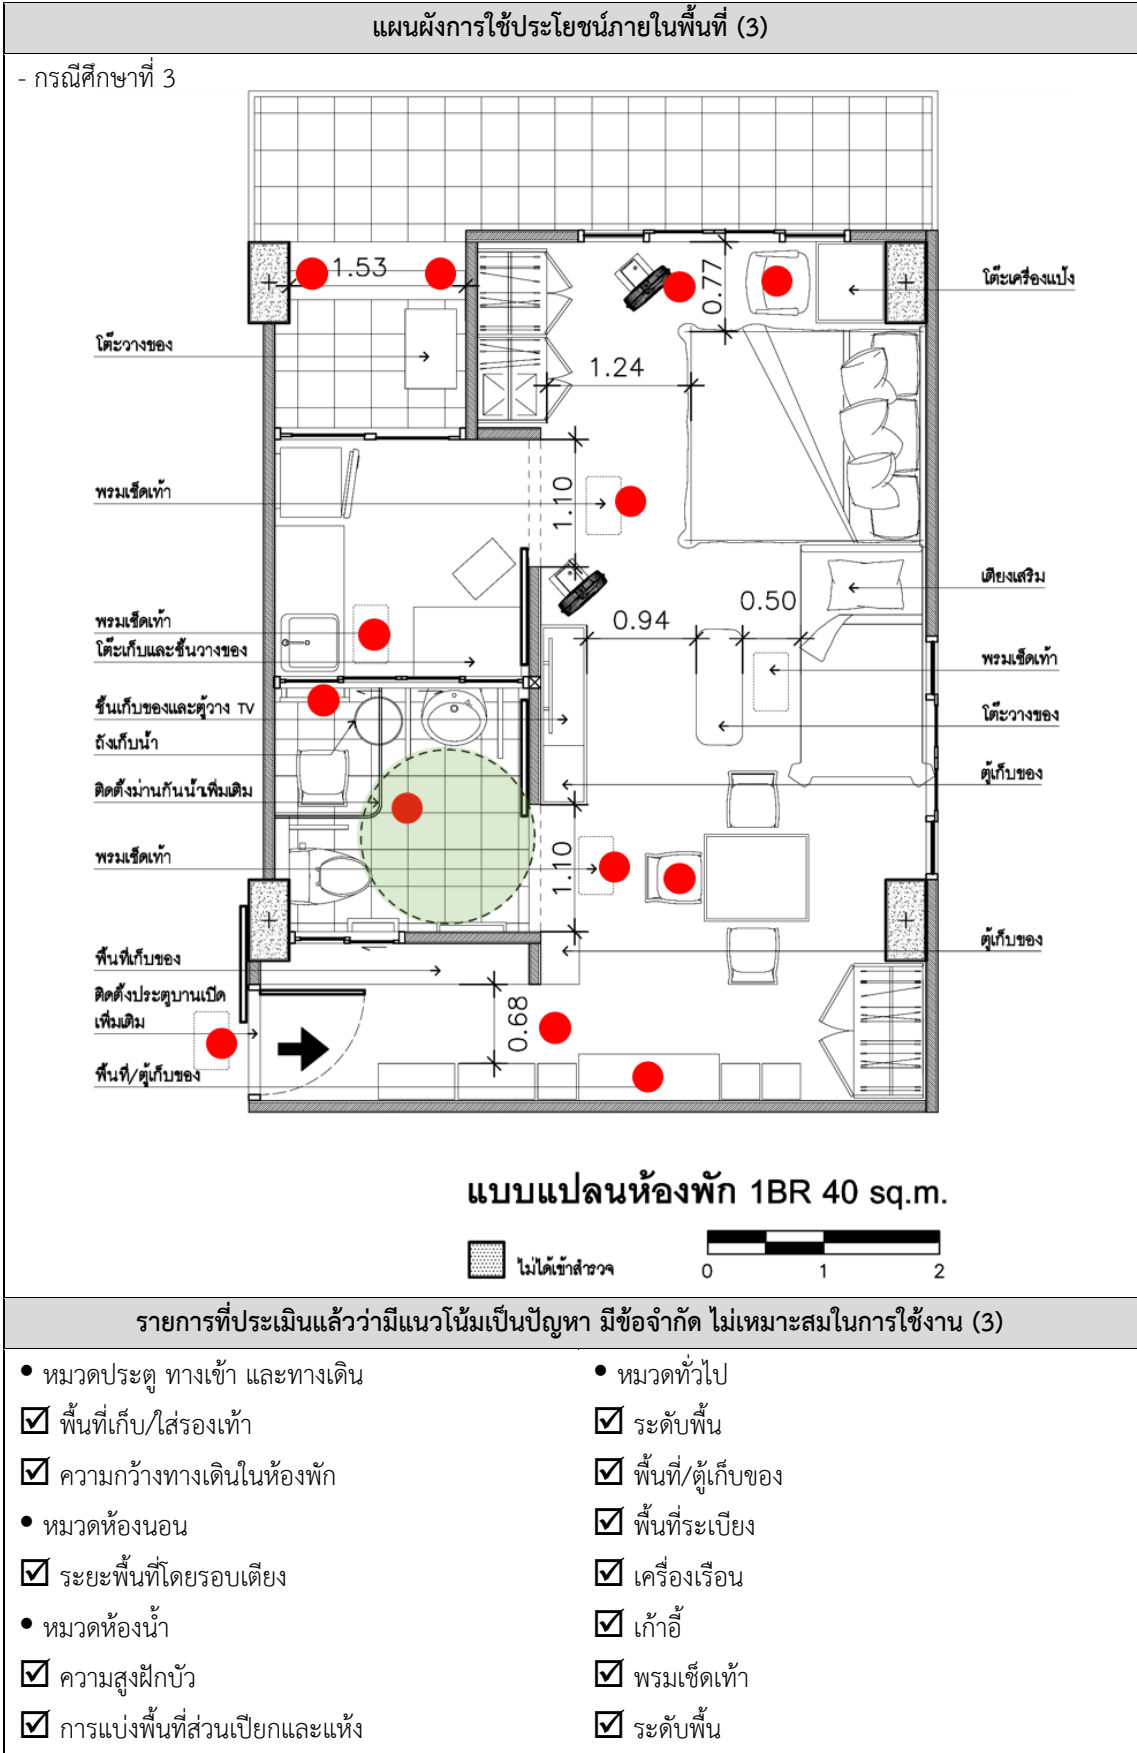 แผนผังการใช้ประโยชน์ภายในพื้นที่ (3)
- กรณีศึกษาที่ 3
1.53
0.77
โต๊ะเครื่องแป้ง
โต๊ะวางของ
1.24
พรมเช็ดเท้า
1.10
เตียงเสริม
0.50
0.94
พรมเช็ดเท้า
โต๊ะเก็บและชั้นวางของ
พรมเช็ดเท้า
ชั้นเก็บของและตู้วาง TV
โต๊ะวางของ
ถังเก็บน้ำ
ตู้เก็บของ
ติดตั้งม่านกันน้ำเพิ่มเติม
พรมเช็ดเท้า
1.10
ตู้เก็บของ
พื้นที่เก็บของ
ติดตั้งประตูบานเปิด
เพิ่มเติม
0.68
พื้นที่/ตู้เก็บของ
แบบแปลนห้องพัก 1BR 40 sq.m.
ไม่ได้เข้าสำรวจ
0 1 2
รายการที่ประเมินแล้วว่ามีแนวโน้มเป็นปัญหา มีข้อจำกัด ไม่เหมาะสมในการใช้งาน (3)
• หมวดประตู ทางเข้า และทางเดิน
☑ พื้นที่เก็บ/ใส่รองเท้า
☑ ความกว้างทางเดินในห้องพัก
• หมวดห้องนอน
☑ ระยะพื้นที่โดยรอบเตียง
• หมวดห้องน้ำ
☑ ความสูงฝักบัว
☑ การแบ่งพื้นที่ส่วนเปียกและแห้ง
• หมวดทั่วไป
☑ ระดับพื้น
☑ พื้นที่/ตู้เก็บของ
☑ พื้นที่ระเบียง
☑ เครื่องเรือน
☑ เก้าอี้
☑ พรมเช็ดเท้า
☑ ระดับพื้น